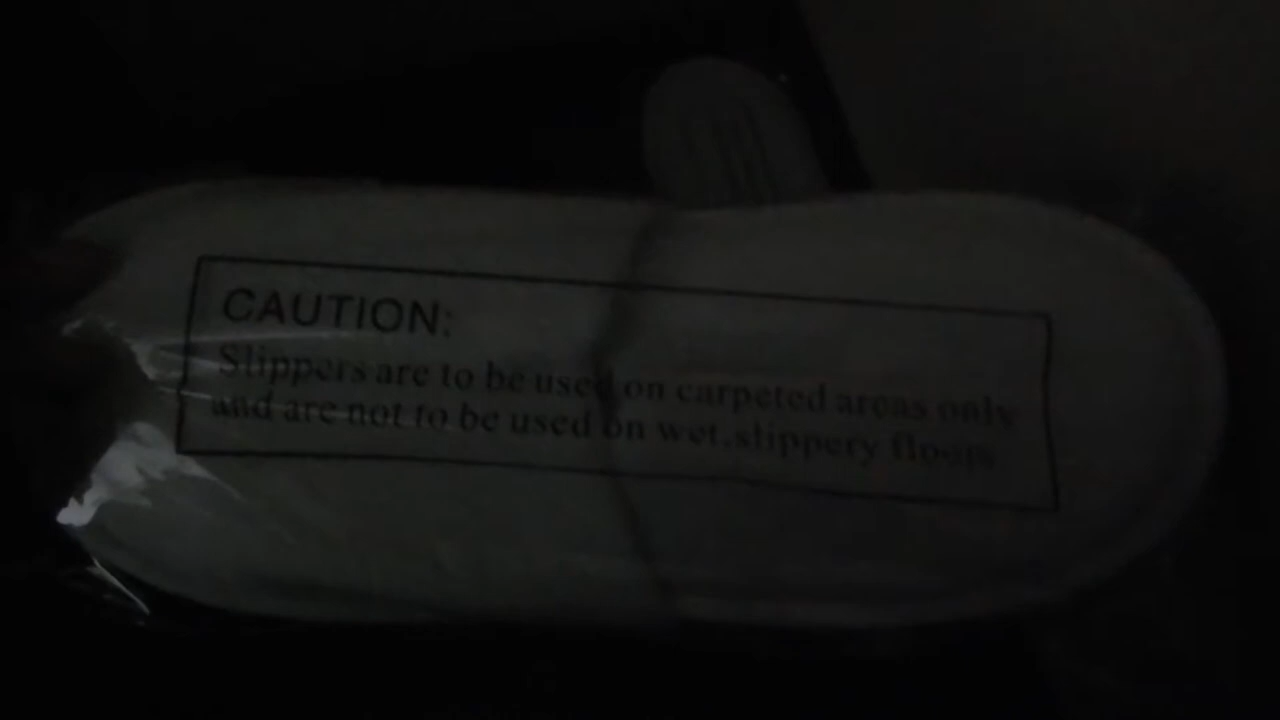 CAUTION:
Slippers are to be used on carpeted areas only
and are not to be used on wet,slippery floors